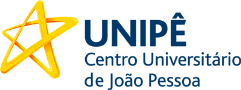 UNIPÊ
Centro Universitário
de João Pessoa